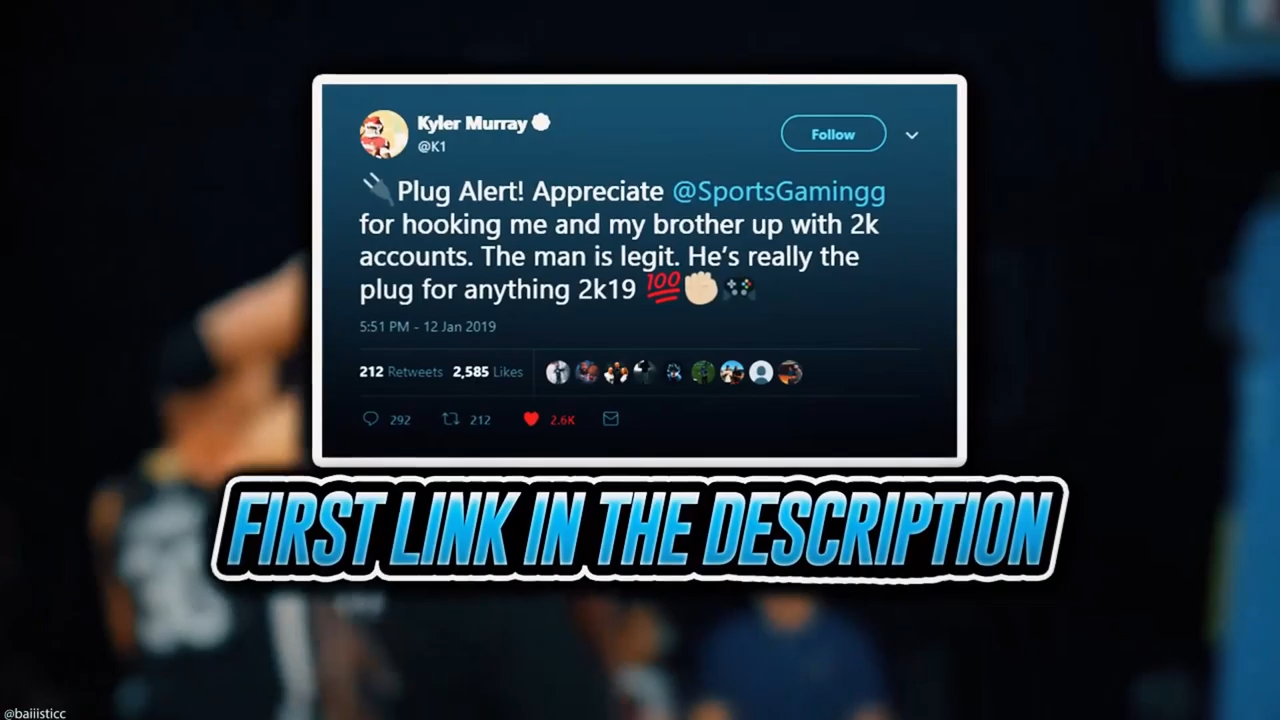 Kyler Murray
@K1
Follow
🔌Plug Alert! Appreciate @SportsGamingg
for hooking me and my brother up with 2k
accounts. The man is legit. He’s really the
plug for anything 2k19 💯✊🏼🎮
5:51 PM - 12 Jan 2019
212 Retweets 2,585 Likes
292 212 2.6K
FIRST LINK IN THE DESCRIPTION
@baiiisticc